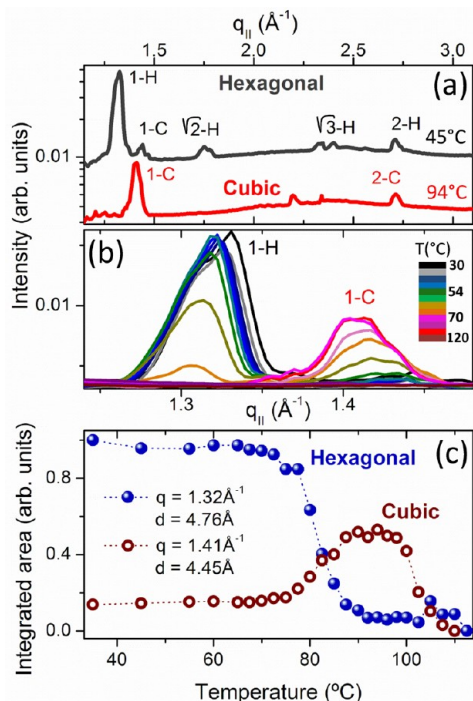 q|| (Å-1)
1.5 2.0 2.5 3.0
1-H
Hexagonal
(a)
1-C √2-H √3-H 2-H
0.01
45°C
1-C
Cubic
2-C
94°C
Intensity (arb. units)
(b)
1-H
T(°C)
30
54
70
120
1-C
0.01
1.3 1.4
q|| (Å-1)
(c)
Hexagonal
Cubic
q = 1.32Å-1
d = 4.76Å
q = 1.41Å-1
d = 4.45Å
Integrated area (arb. units)
0.8
0.4
0.0
40 60 80 100
Temperature (ºC)